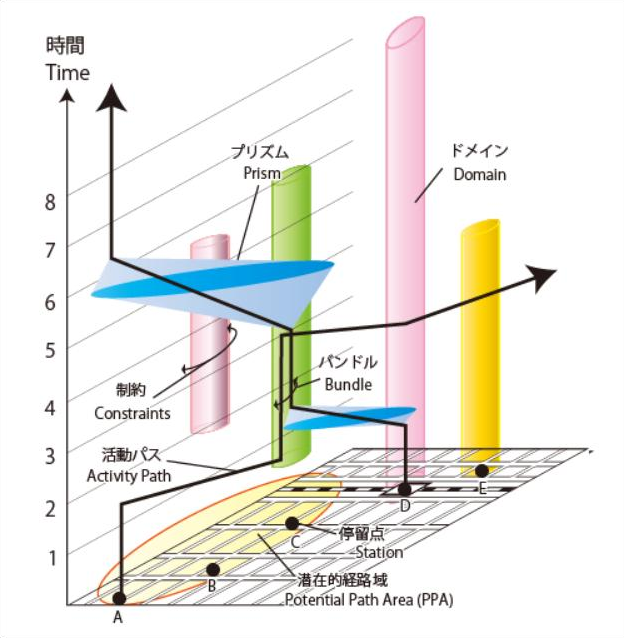 時間
Time
プリズム
Prism
ドメイン
Domain
8
7
6
5
4
3
2
1
制約
Constraints
バンドル
Bundle
活動パス
Activity Path
停留点
Station
潜在的経路域
Potential Path Area (PPA)
A
B
C
D
E